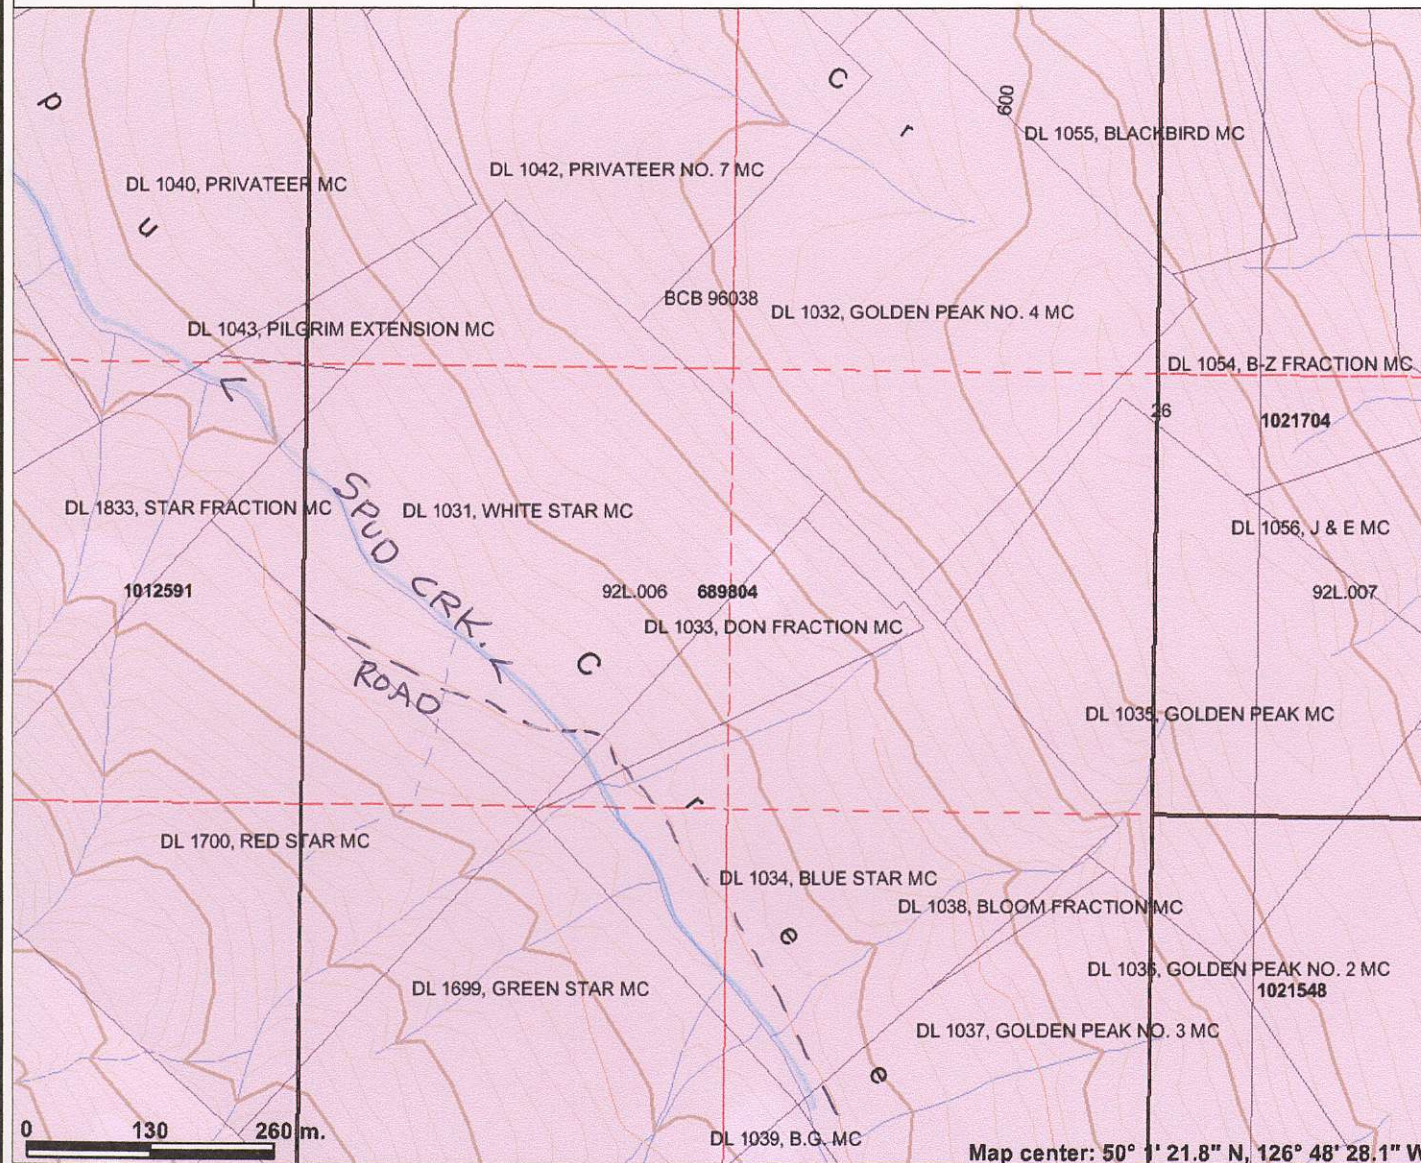 C
r
600
p
DL 1055, BLACKBIRD MC
DL 1042, PRIVATEER NO. 7 MC
DL 1040, PRIVATEER MC
u
BCB 96038
DL 1032, GOLDEN PEAK NO. 4 MC
DL 1043, PILGRIM EXTENSION MC
DL 1054, B-Z FRACTION MC
26
1021704
DL 1833, STAR FRACTION MC
SPUD CRK.
DL 1031, WHITE STAR MC
DL 1056, J & E MC
1012591
92L.006
689804
92L.007
DL 1033, DON FRACTION MC
C
ROAD
DL 1035, GOLDEN PEAK MC
r
DL 1700, RED STAR MC
DL 1034, BLUE STAR MC
DL 1038, BLOOM FRACTION MC
e
DL 1036, GOLDEN PEAK NO. 2 MC
DL 1699, GREEN STAR MC
1021548
DL 1037, GOLDEN PEAK NO. 3 MC
e
0 130 260 m.
DL 1039, B.G. MC
Map center: 50° 1' 21.8" N, 126° 48' 28.1" W